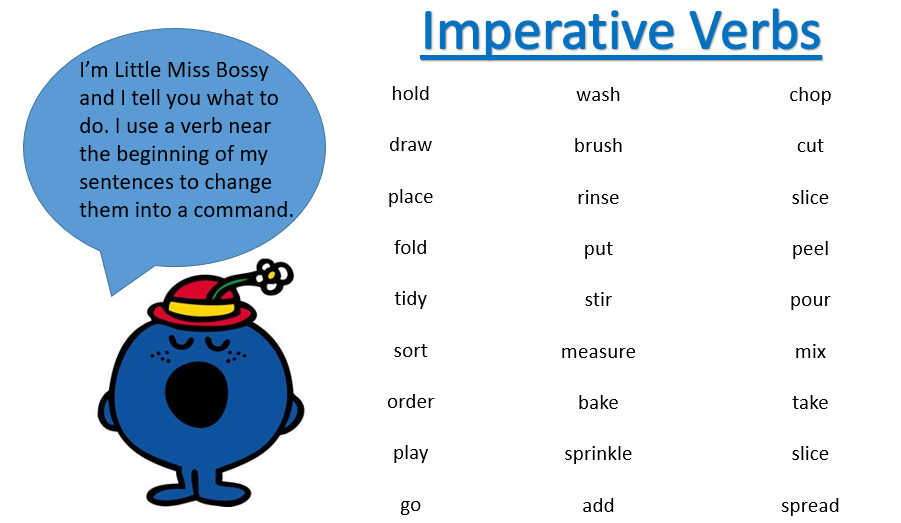 Imperative Verbs
I’m Little Miss Bossy
and I tell you what to
do. I use a verb near
the beginning of my
sentences to change
them into a command.
hold wash chop
draw brush cut
place rinse slice
fold put peel
tidy stir pour
sort measure mix
order bake take
play sprinkle slice
go add spread